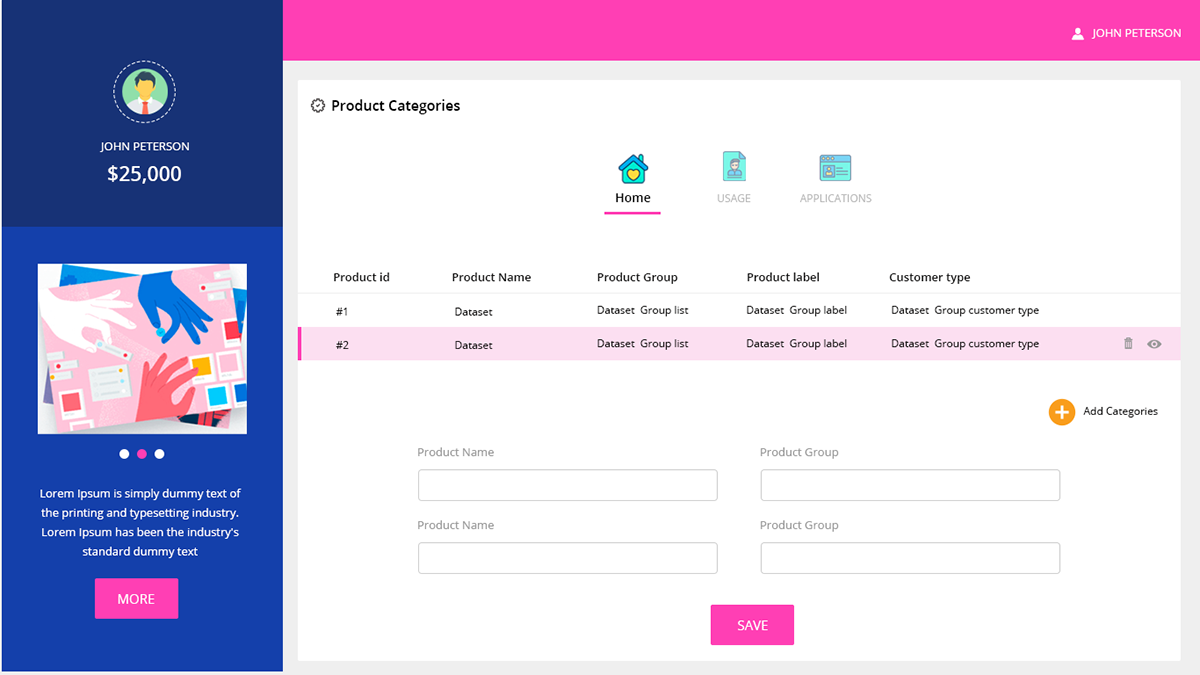 JOHN PETERSON
JOHN PETERSON
$25,000
Lorem Ipsum is simply dummy text of
the printing and typesetting industry.
Lorem Ipsum has been the industry's
standard dummy text
MORE
Product Categories
Home
USAGE
APPLICATIONS
Product id Product Name Product Group Product label Customer type
#1 Dataset Dataset Group list Dataset Group label Dataset Group customer type
#2 Dataset Dataset Group list Dataset Group label Dataset Group customer type
Add Categories
Product Name Product Group
Product Name Product Group
SAVE